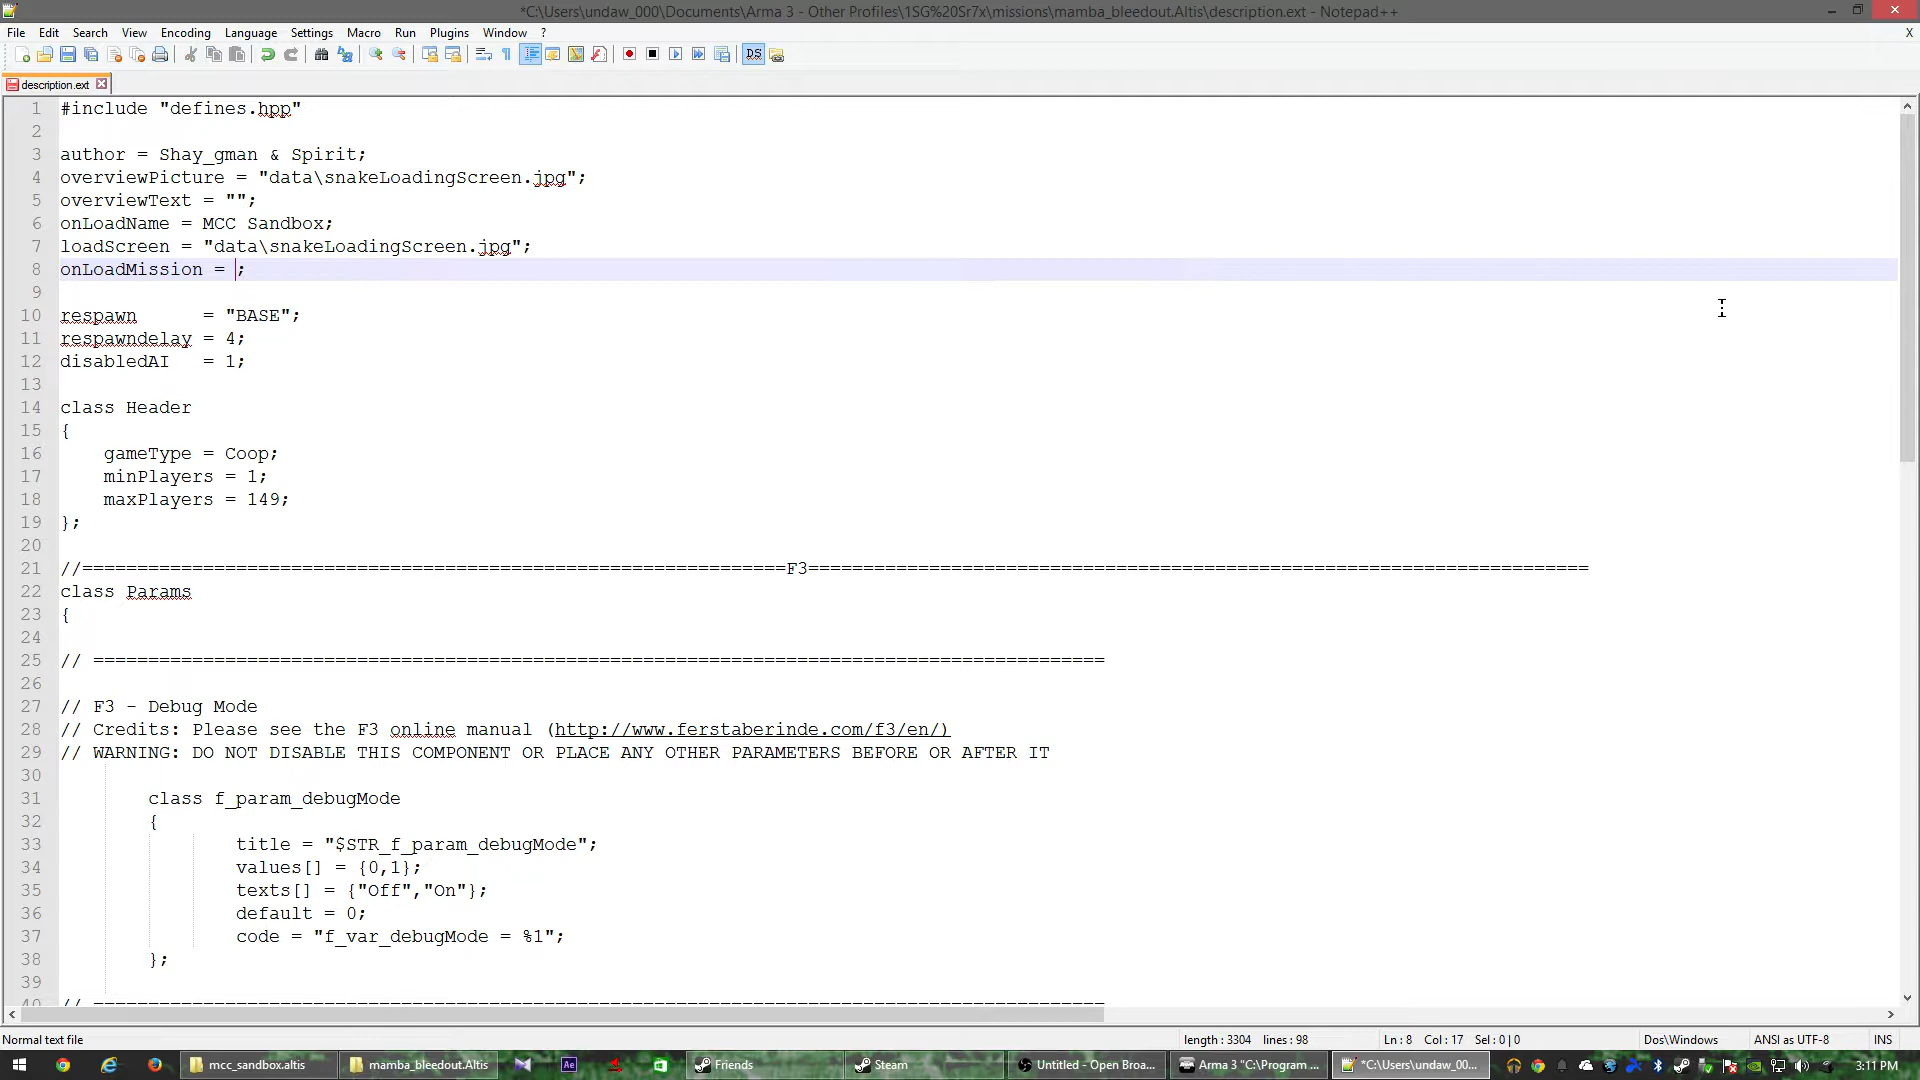 *C:\Users\undaw_000\Documents\Arma 3 - Other Profiles\1SG%20Sr7x\missions\mamba_bleedout.Altis\description.ext - Notepad++
File Edit Search View Encoding Language Settings Macro Run Plugins Window ? X
description.ext
1 #include "defines.hpp"
2
3 author = Shay_gman & Spirit;
4 overviewPicture = "data\snakeLoadingScreen.jpg";
5 overviewText = "";
6 onLoadName = MCC Sandbox;
7 loadScreen = "data\snakeLoadingScreen.jpg";
8 onLoadMission = ;
9
10 respawn = "BASE";
11 respawndelay = 4;
12 disabledAI = 1;
13
14 class Header
15 {
16 gameType = Coop;
17 minPlayers = 1;
18 maxPlayers = 149;
19 };
20
21 //================================================================F3=======================================================================
22 class Params
23 {
24
25 // ============================================================================================
26
27 // F3 - Debug Mode
28 // Credits: Please see the F3 online manual (http://www.ferstaberinde.com/f3/en/)
29 // WARNING: DO NOT DISABLE THIS COMPONENT OR PLACE ANY OTHER PARAMETERS BEFORE OR AFTER IT
30
31 class f_param_debugMode
32 {
33 title = "$STR_f_param_debugMode";
34 values[] = {0,1};
35 texts[] = {"Off","On"};
36 default = 0;
37 code = "f_var_debugMode = %1";
38 };
39
40 // ============================================================================================
Normal text file length: 3304 lines: 98 Ln: 8 Col: 17 Sel: 0 | 0 Dos\Windows ANSI as UTF-8 INS
mcc_sandbox.altis mamba_bleedout.Altis Friends Steam Untitled - Open Broa... Arma 3 "C:\Program ... *C:\Users\undaw_00... 3:11 PM